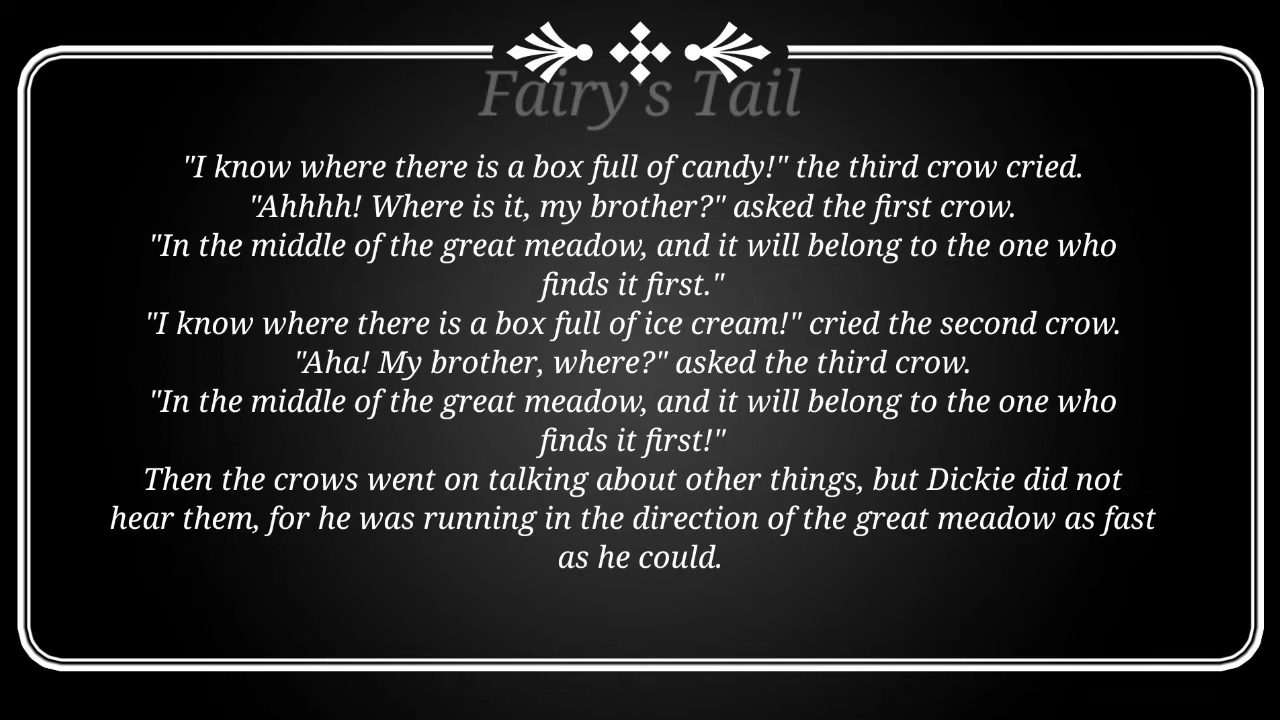 Fairy's Tail
"I know where there is a box full of candy!" the third crow cried.
"Ahhhh! Where is it, my brother?" asked the first crow.
"In the middle of the great meadow, and it will belong to the one who
finds it first."
"I know where there is a box full of ice cream!" cried the second crow.
"Aha! My brother, where?" asked the third crow.
"In the middle of the great meadow, and it will belong to the one who
finds it first!"
Then the crows went on talking about other things, but Dickie did not
hear them, for he was running in the direction of the great meadow as fast
as he could.